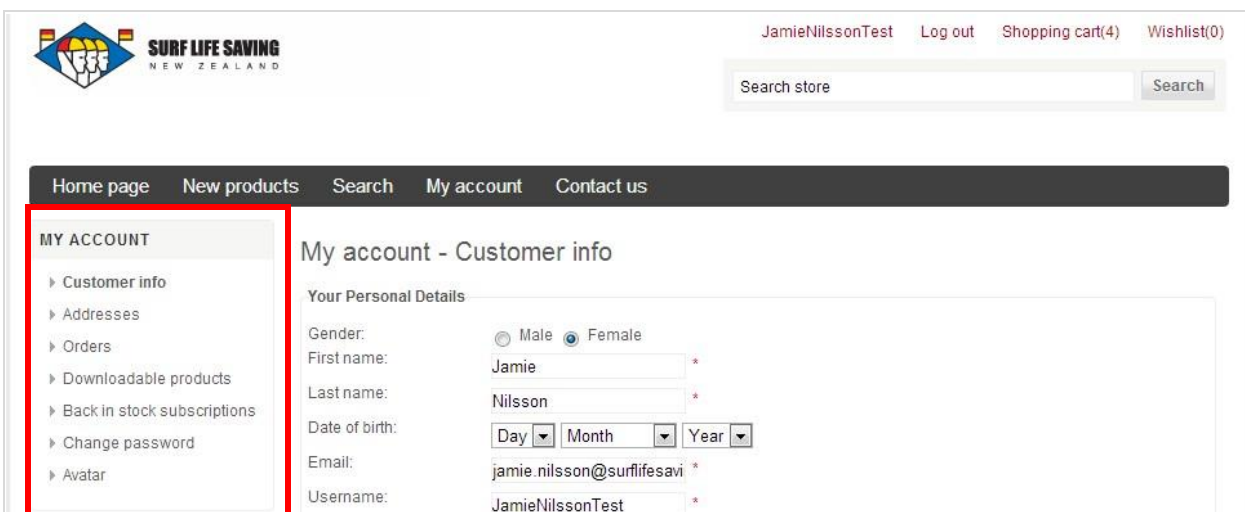 SURF LIFE SAVING
NEW ZEALAND
JamieNilssonTest Log out Shopping cart(4) Wishlist(0)
Search store Search
Home page New products Search My account Contact us
MY ACCOUNT
Customer info
Addresses
Orders
Downloadable products
Back in stock subscriptions
Change password
Avatar
My account - Customer info
Your Personal Details
Gender: Male Female
First name: Jamie *
Last name: Nilsson *
Date of birth: Day Month Year
Email: jamie.nilsson@surflifesavi *
Username: JamieNilssonTest *